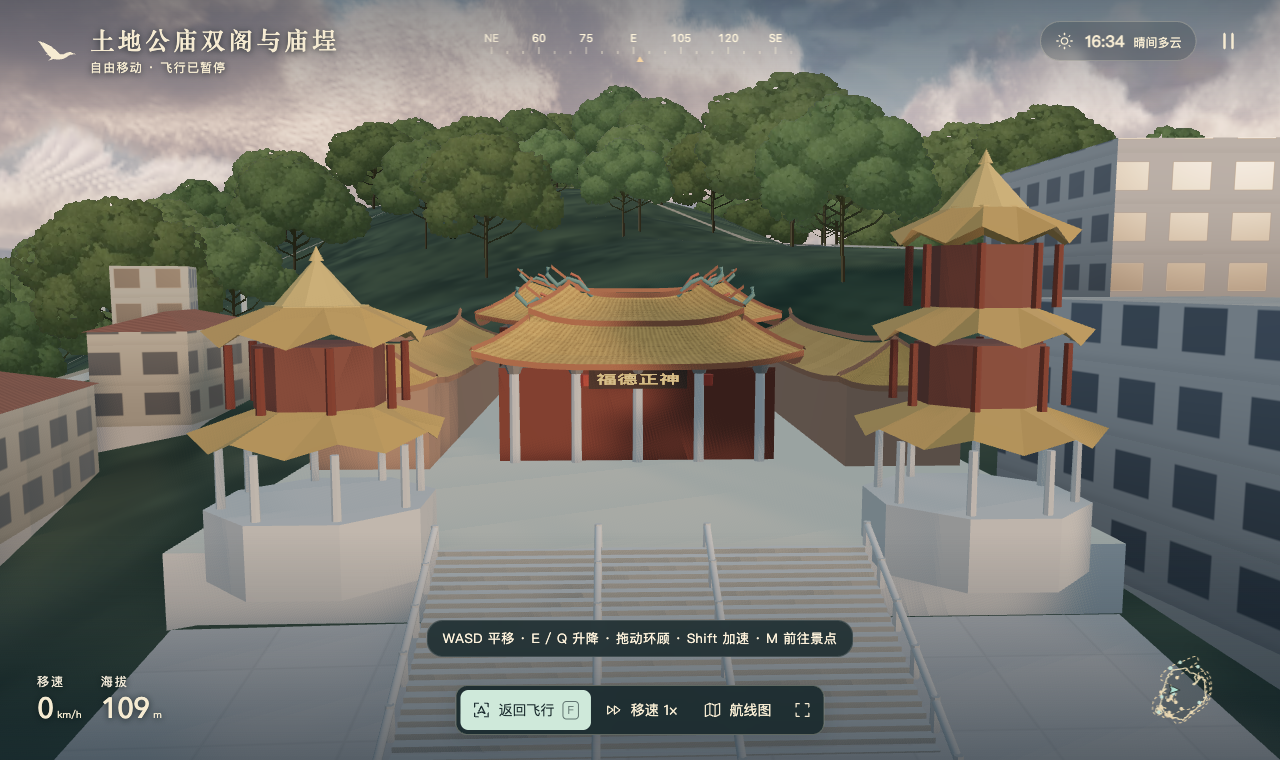 土地公庙双阁与庙埕
自由移动 · 飞行已暂停
NE 60 75 E 105 120 SE
16:34 晴间多云
福德正神
WASD 平移 · E / Q 升降 · 拖动环顾 · Shift 加速 · M 前往景点
移速 海拔
0 km/h 109 m
返回飞行 F 移速 1x 航线图